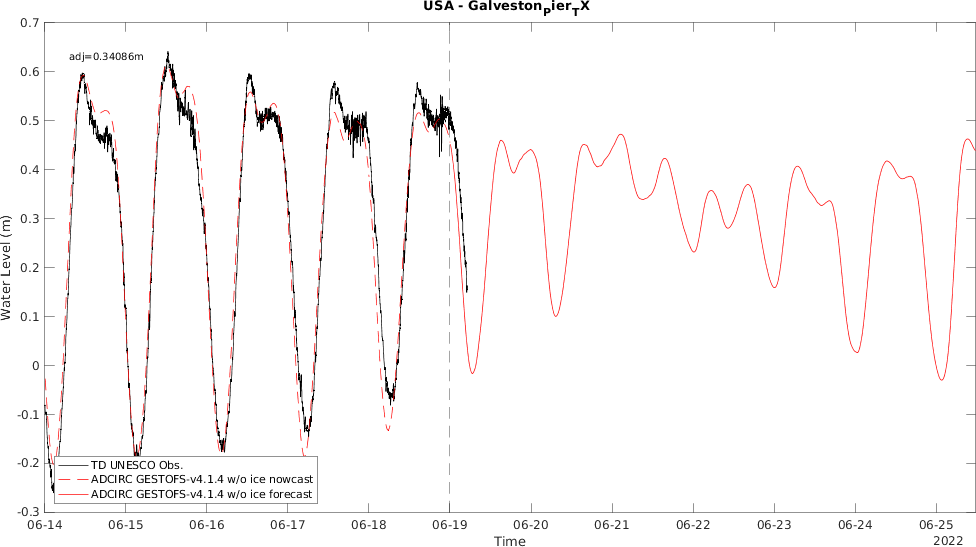 USA - Galveston_Pier_TX
adj=0.34086m
Water Level (m)
0.7
0.6
0.5
0.4
0.3
0.2
0.1
0
-0.1
-0.2
-0.3
TD UNESCO Obs.
ADCIRC GESTOFS-v4.1.4 w/o ice nowcast
ADCIRC GESTOFS-v4.1.4 w/o ice forecast
06-14 06-15 06-16 06-17 06-18 06-19 06-20 06-21 06-22 06-23 06-24 06-25
Time
2022